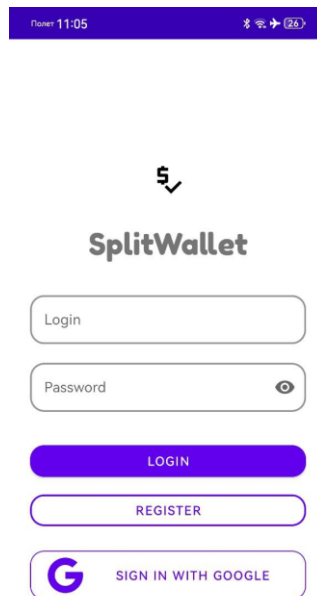 Полет 11:05
26
SplitWallet
Login
Password
LOGIN
REGISTER
SIGN IN WITH GOOGLE